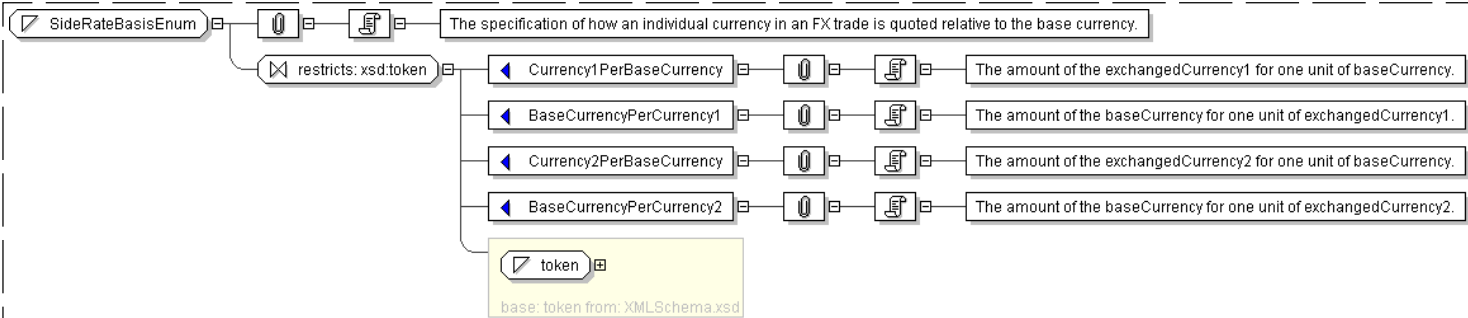 SideRateBasisEnum The specification of how an individual currency in an FX trade is quoted relative to the base currency.
restricts: xsd:token Currency1PerBaseCurrency The amount of the exchangedCurrency1 for one unit of baseCurrency.
BaseCurrencyPerCurrency1 The amount of the baseCurrency for one unit of exchangedCurrency1.
Currency2PerBaseCurrency The amount of the exchangedCurrency2 for one unit of baseCurrency.
BaseCurrencyPerCurrency2 The amount of the baseCurrency for one unit of exchangedCurrency2.
token
base: token from: XMLSchema.xsd